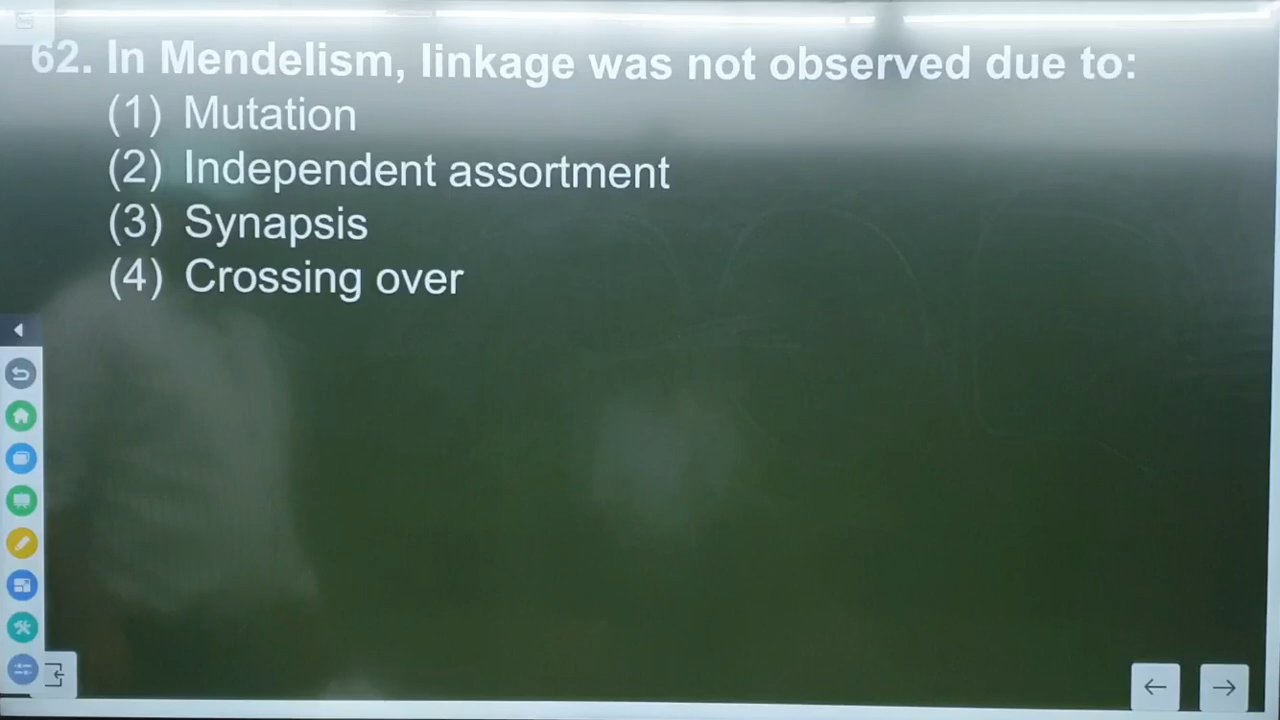 62. In Mendelism, linkage was not observed due to:
(1) Mutation
(2) Independent assortment
(3) Synapsis
(4) Crossing over